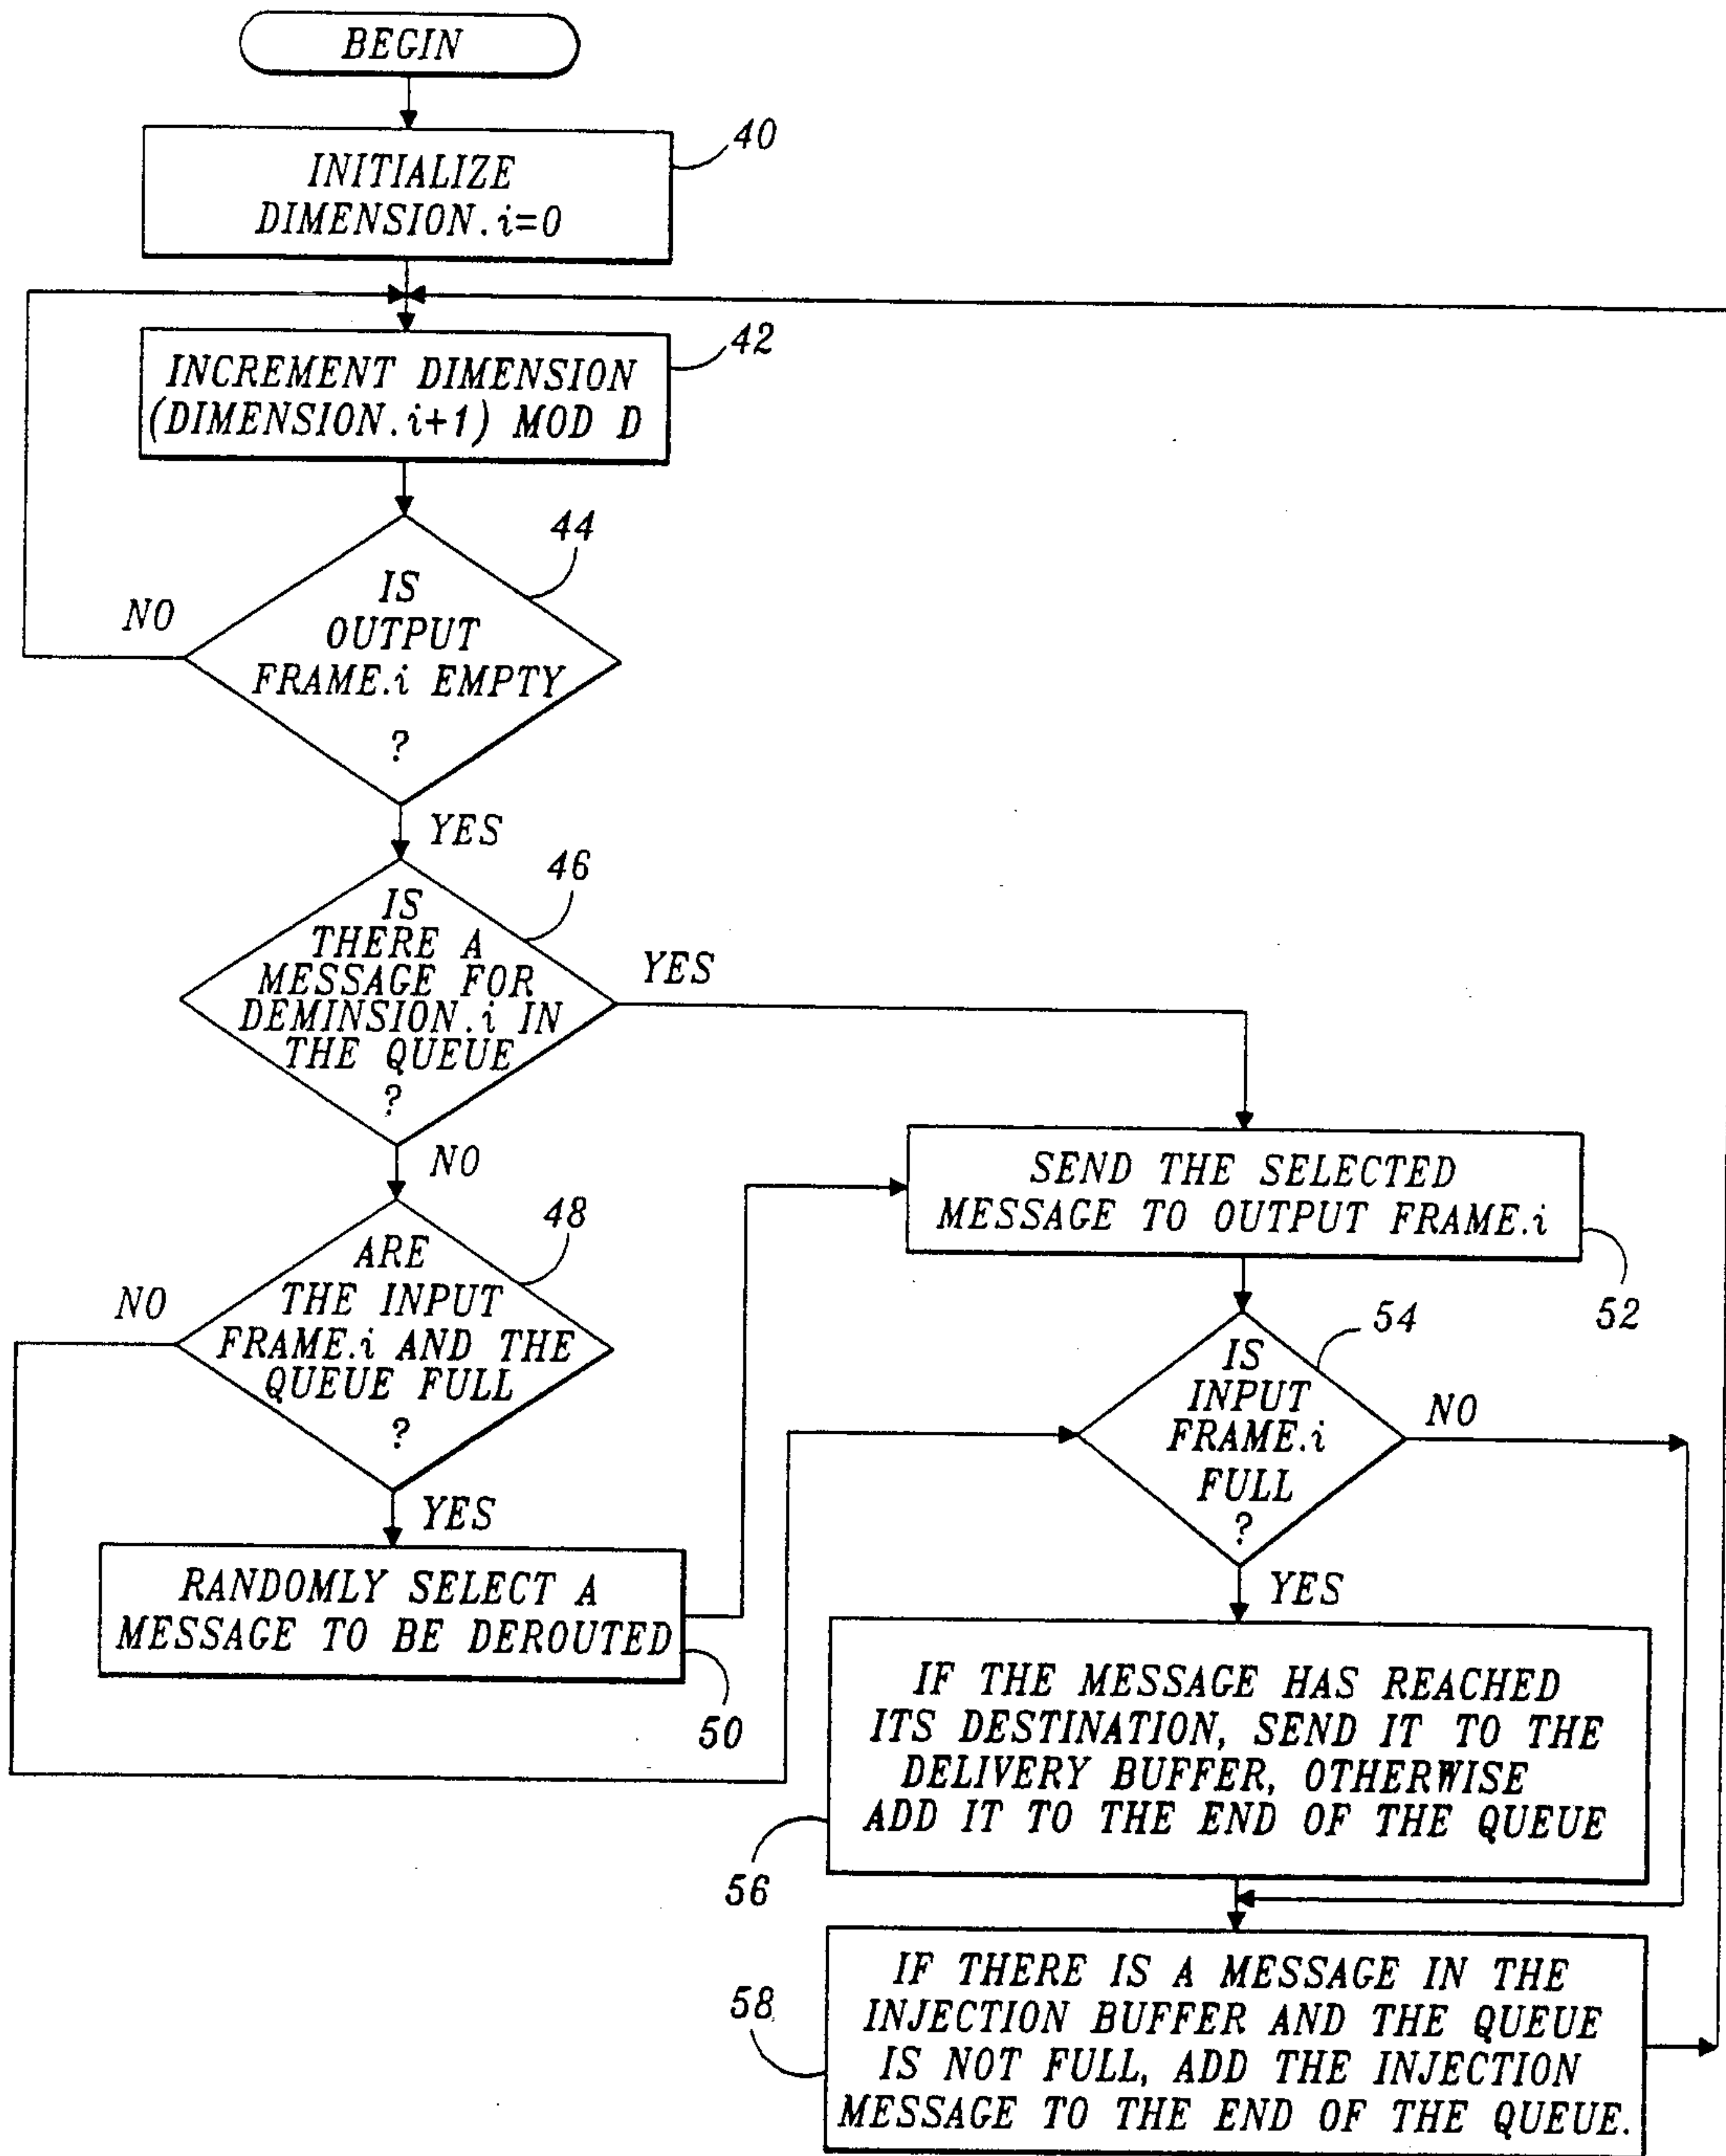 BEGIN
40
INITIALIZE
DIMENSION.i=0
42
INCREMENT DIMENSION
(DIMENSION.i+1) MOD D
44
IS
OUTPUT
FRAME.i EMPTY
?
NO
YES
46
IS
THERE A
MESSAGE FOR
DEMINSION.i IN
THE QUEUE
?
YES
NO
48
ARE
THE INPUT
FRAME.i AND THE
QUEUE FULL
?
NO
YES
RANDOMLY SELECT A
MESSAGE TO BE DEROUTED
50
SEND THE SELECTED
MESSAGE TO OUTPUT FRAME.i
52
54
IS
INPUT
FRAME.i
FULL
?
NO
YES
IF THE MESSAGE HAS REACHED
ITS DESTINATION, SEND IT TO THE
DELIVERY BUFFER, OTHERWISE
ADD IT TO THE END OF THE QUEUE
56
58
IF THERE IS A MESSAGE IN THE
INJECTION BUFFER AND THE QUEUE
IS NOT FULL, ADD THE INJECTION
MESSAGE TO THE END OF THE QUEUE.